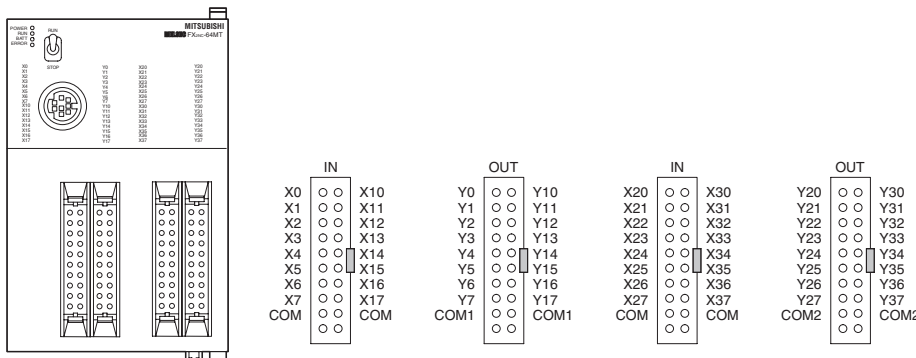 MITSUBISHI
MELSEC FX2NC-64MT
POWER
RUN
BATT
ERROR
RUN
STOP
X0 Y0 X20 Y20
X1 Y1 X21 Y21
X2 Y2 X22 Y22
X3 Y3 X23 Y23
X4 Y4 X24 Y24
X5 Y5 X25 Y25
X6 Y6 X26 Y26
X7 Y7 X27 Y27
X10 Y10 X30 Y30
X11 Y11 X31 Y31
X12 Y12 X32 Y32
X13 Y13 X33 Y33
X14 Y14 X34 Y34
X15 Y15 X35 Y35
X16 Y16 X36 Y36
X17 Y17 X37 Y37
IN OUT IN OUT
X0 X10 Y0 Y10 X20 X30 Y20 Y30
X1 X11 Y1 Y11 X21 X31 Y21 Y31
X2 X12 Y2 Y12 X22 X32 Y22 Y32
X3 X13 Y3 Y13 X23 X33 Y23 Y33
X4 X14 Y4 Y14 X24 X34 Y24 Y34
X5 X15 Y5 Y15 X25 X35 Y25 Y35
X6 X16 Y6 Y16 X26 X36 Y26 Y36
X7 X17 Y7 Y17 X27 X37 Y27 Y37
COM COM COM1 COM1 COM COM COM2 COM2